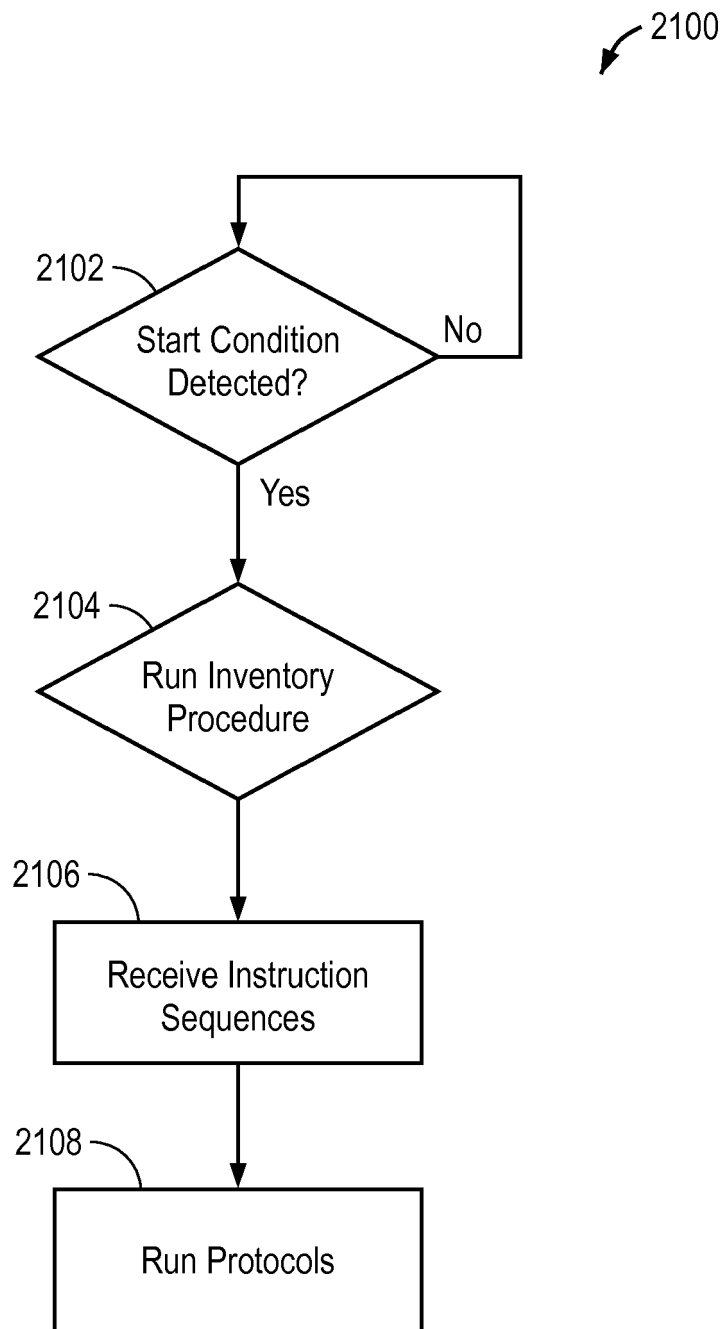 2100
2102
Start Condition
Detected?
No
Yes
2104
Run Inventory
Procedure
2106
Receive Instruction
Sequences
2108
Run Protocols